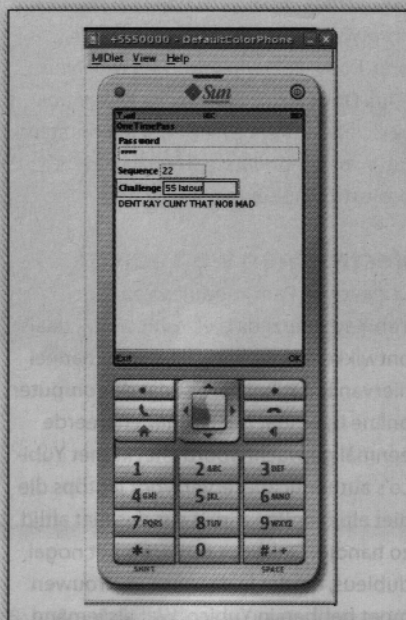 +5550000 - DefaultColorPhone
MIDlet View Help
Sun
OneTimePass
Password
****
Sequence 22
Challenge 55 latour
DENT KAY CUNY THAT NOB MAD
Exit OK
1 2 ABC 3 DEF
4 GHI 5 JKL 6 MNO
7 PQRS 8 TUV 9 WXYZ
* . 0 # - +
SHIFT SPACE